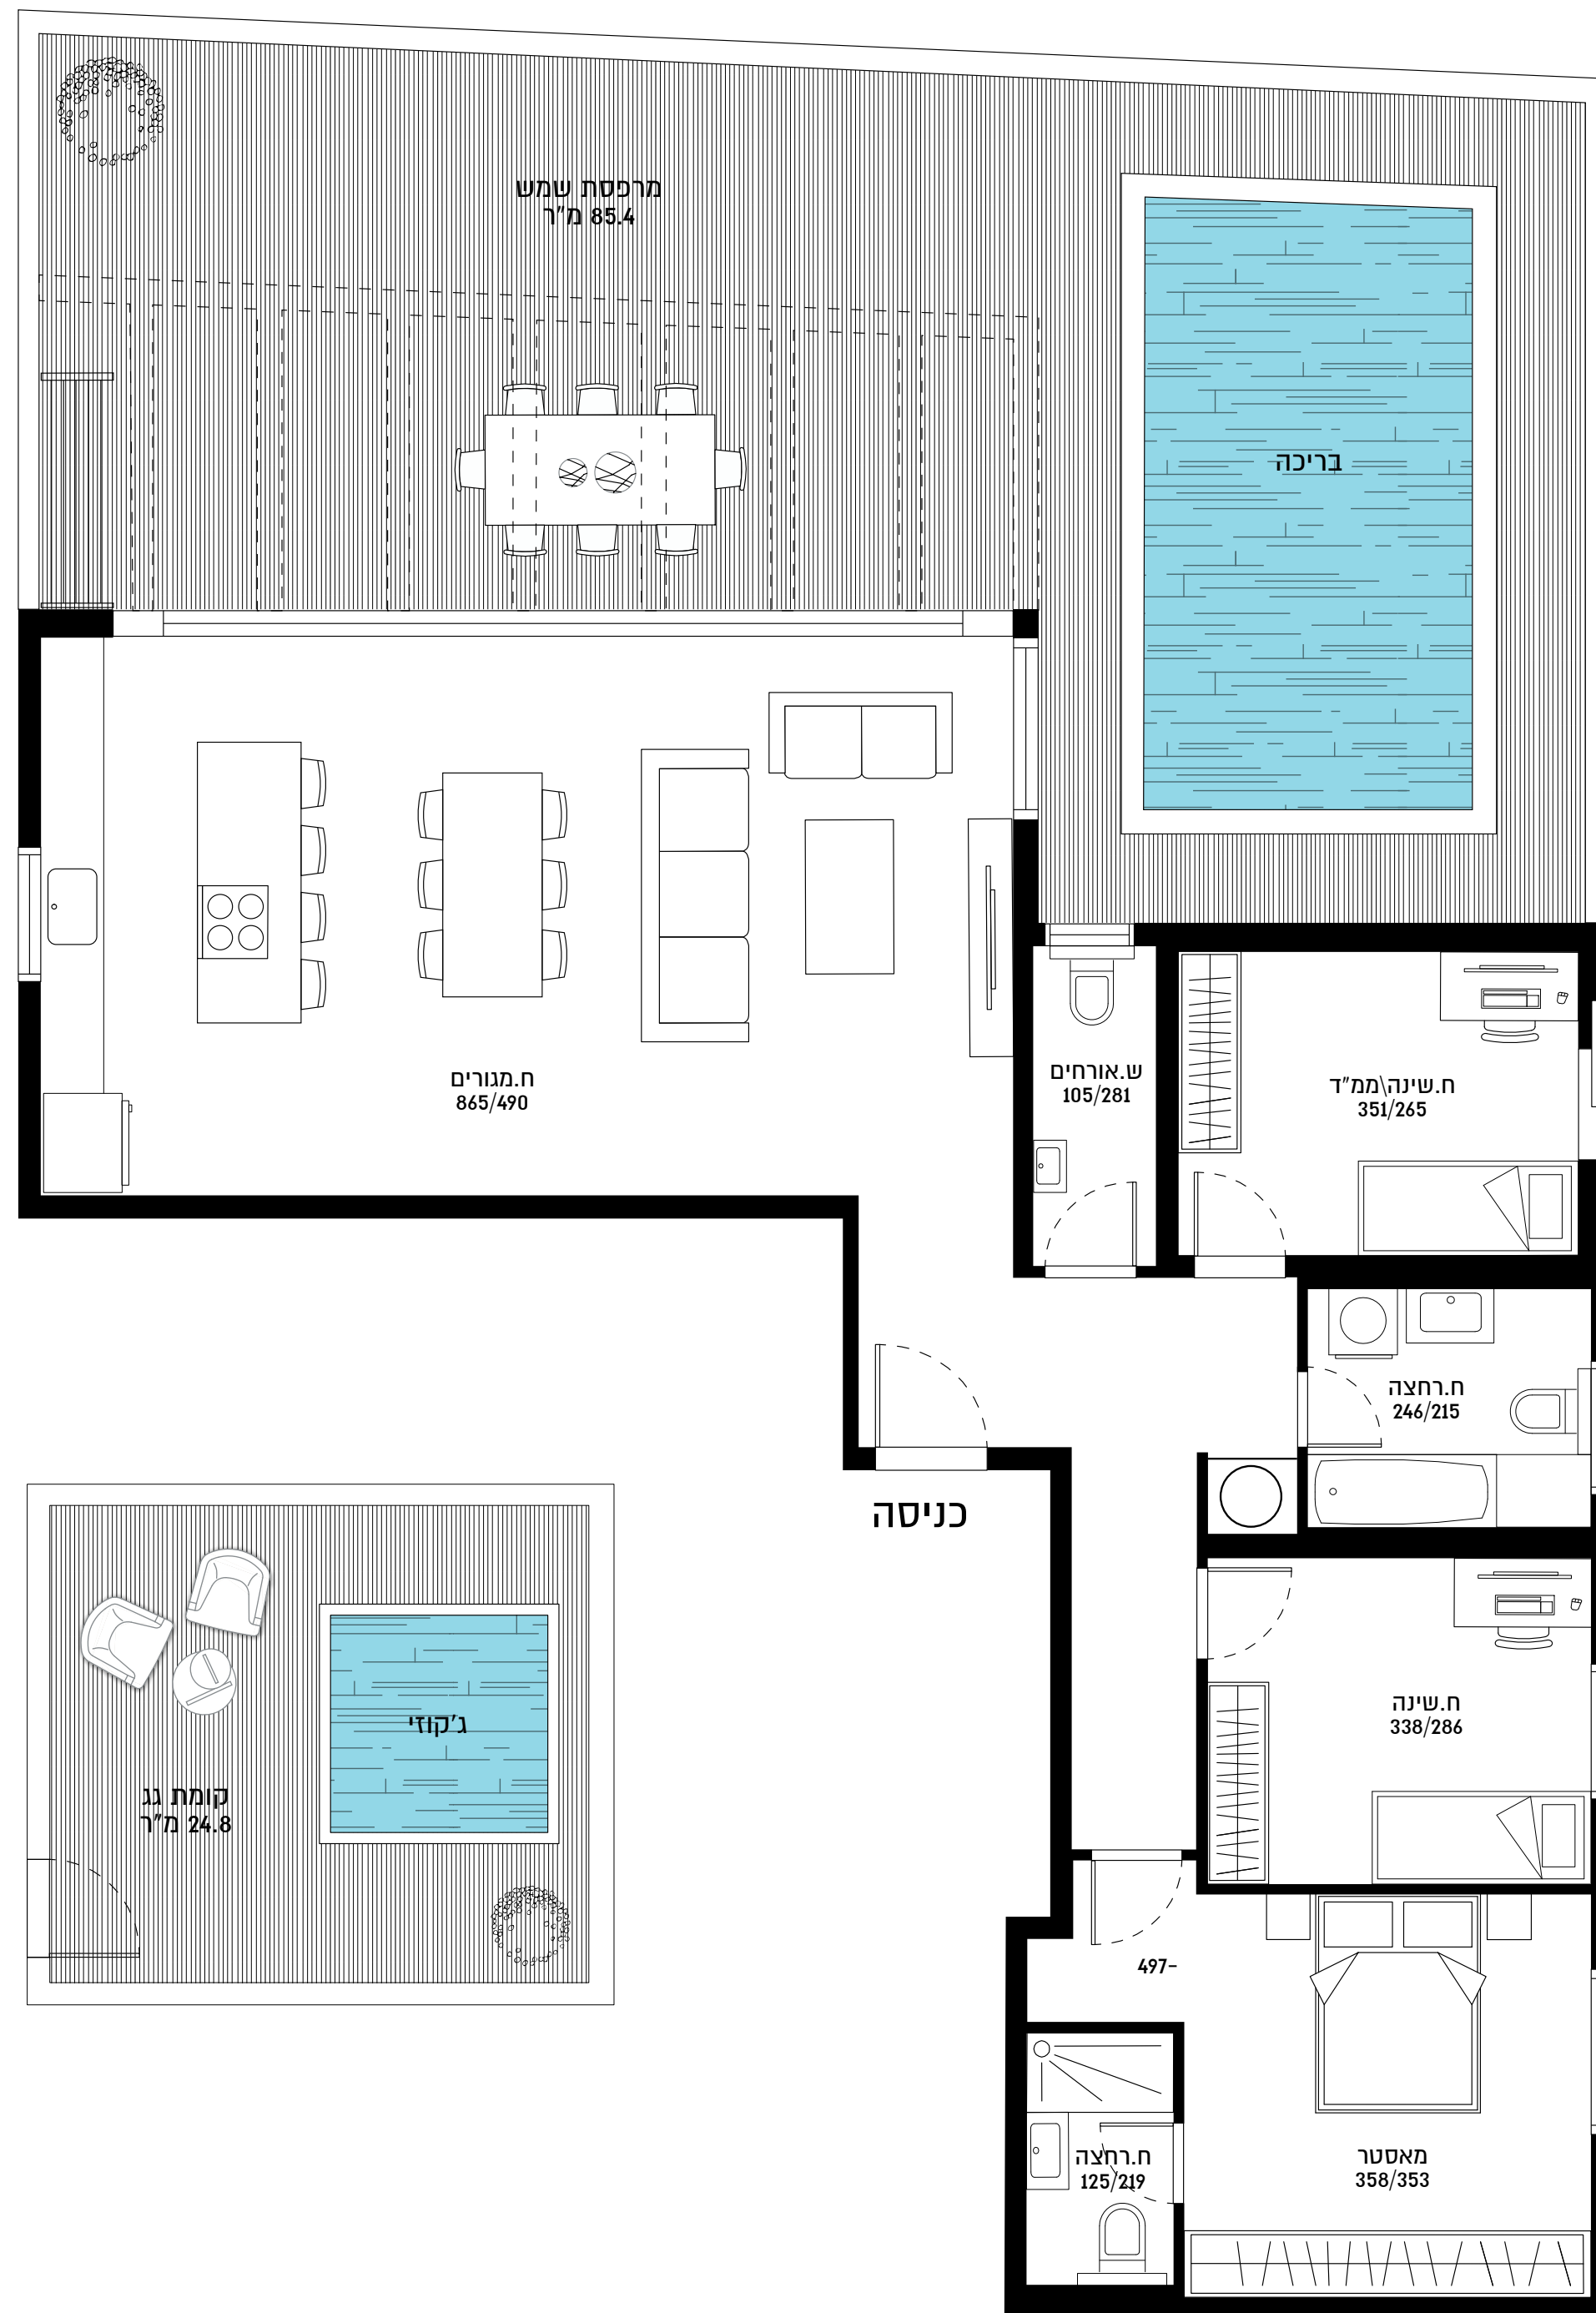 מרפסת שמש
85.4 מ"ר
בריכה
ח.מגורים
865/490
ש.אורחים
105/281
ח.שינה\ממ"ד
351/265
ח.רחצה
246/215
כניסה
ח.שינה
338/286
ג'קוזי
קומת גג
24.8 מ"ר
497-
ח.רחצה
125/219
מאסטר
358/353